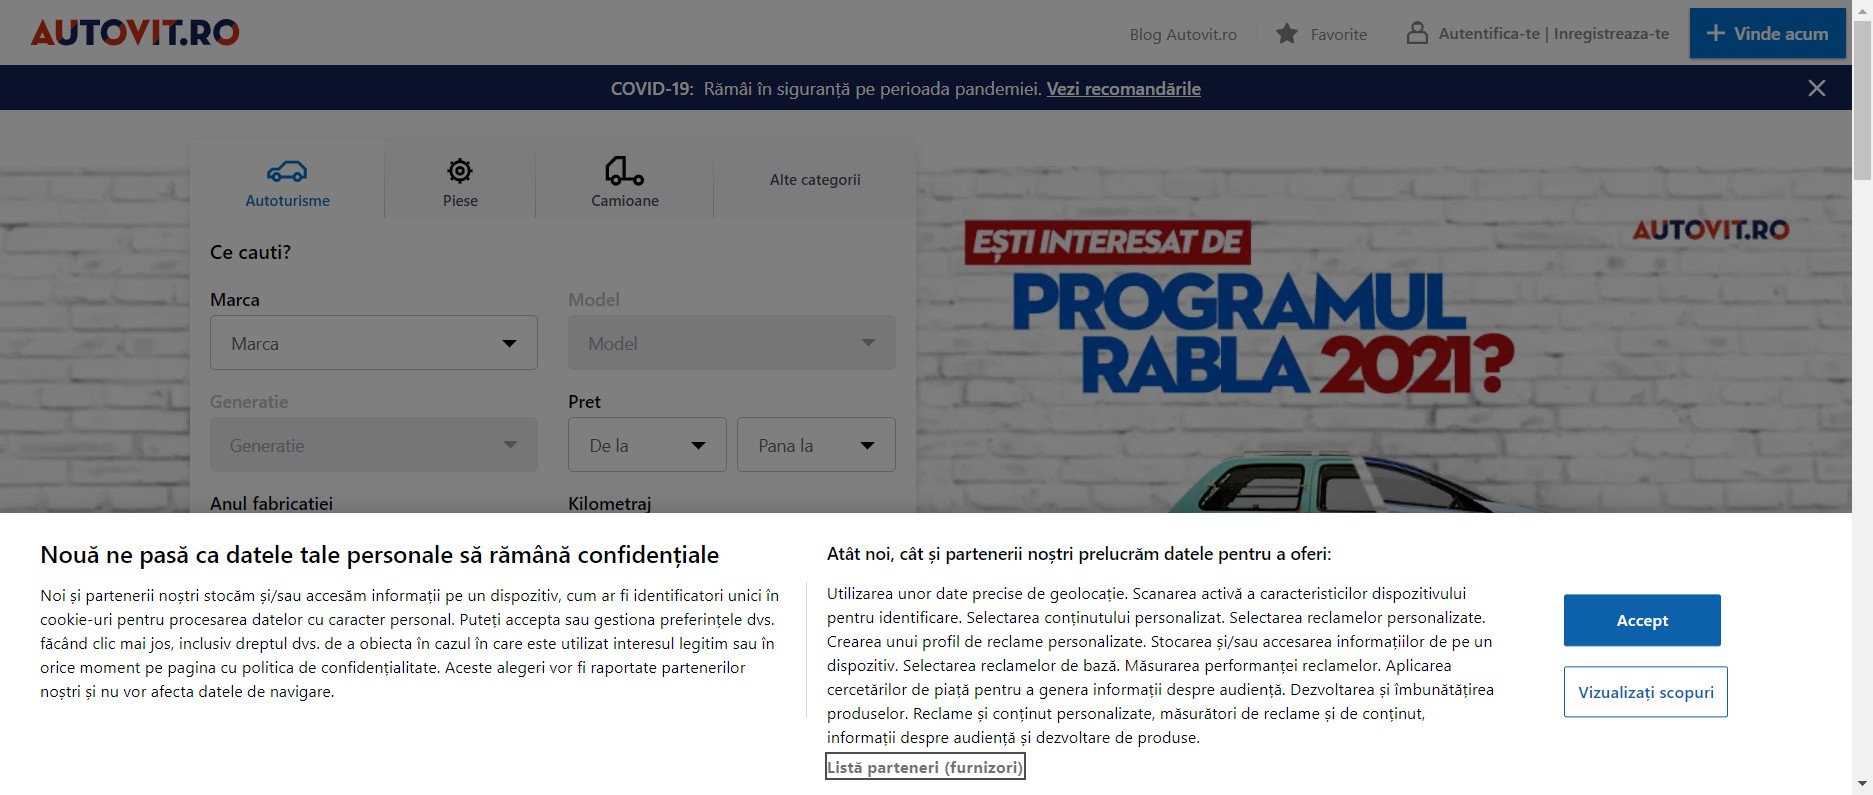 AUTOVIT.RO
Blog Autovit.ro
Favorite
Autentifica-te | Inregistreaza-te
Vinde acum
COVID-19: Rămâi în siguranță pe perioada pandemiei. Vezi recomandările
Autoturisme
Piese
Camioane
Alte categorii
Ce cauti?
Marca
Model
Marca
Model
Generatie
Pret
Generatie
De la
Pana la
Anul fabricatiei
Kilometraj
AUTOVIT.RO
EȘTI INTERESAT DE
PROGRAMUL
RABLA 2021?
Nouă ne pasă ca datele tale personale să rămână confidențiale
Noi și partenerii noștri stocăm și/sau accesăm informații pe un dispozitiv, cum ar fi identificatori unici în
cookie-uri pentru procesarea datelor cu caracter personal. Puteți accepta sau gestiona preferințele dvs.
făcând clic mai jos, inclusiv dreptul dvs. de a obiecta în cazul în care este utilizat interesul legitim sau în
orice moment pe pagina cu politica de confidențialitate. Aceste alegeri vor fi raportate partenerilor
noștri și nu vor afecta datele de navigare.
Atât noi, cât și partenerii noștri prelucrăm datele pentru a oferi:
Utilizarea unor date precise de geolocație. Scanarea activă a caracteristicilor dispozitivului
pentru identificare. Selectarea conținutului personalizat. Selectarea reclamelor personalizate.
Crearea unui profil de reclame personalizate. Stocarea și/sau accesarea informațiilor de pe un
dispozitiv. Selectarea reclamelor de bază. Măsurarea performanței reclamelor. Aplicarea
cercetărilor de piață pentru a genera informații despre audiență. Dezvoltarea și îmbunătățirea
produselor. Reclame și conținut personalizate, măsurători de reclame și de conținut,
informații despre audiență și dezvoltare de produse.
Listă parteneri (furnizori)
Accept
Vizualizați scopuri